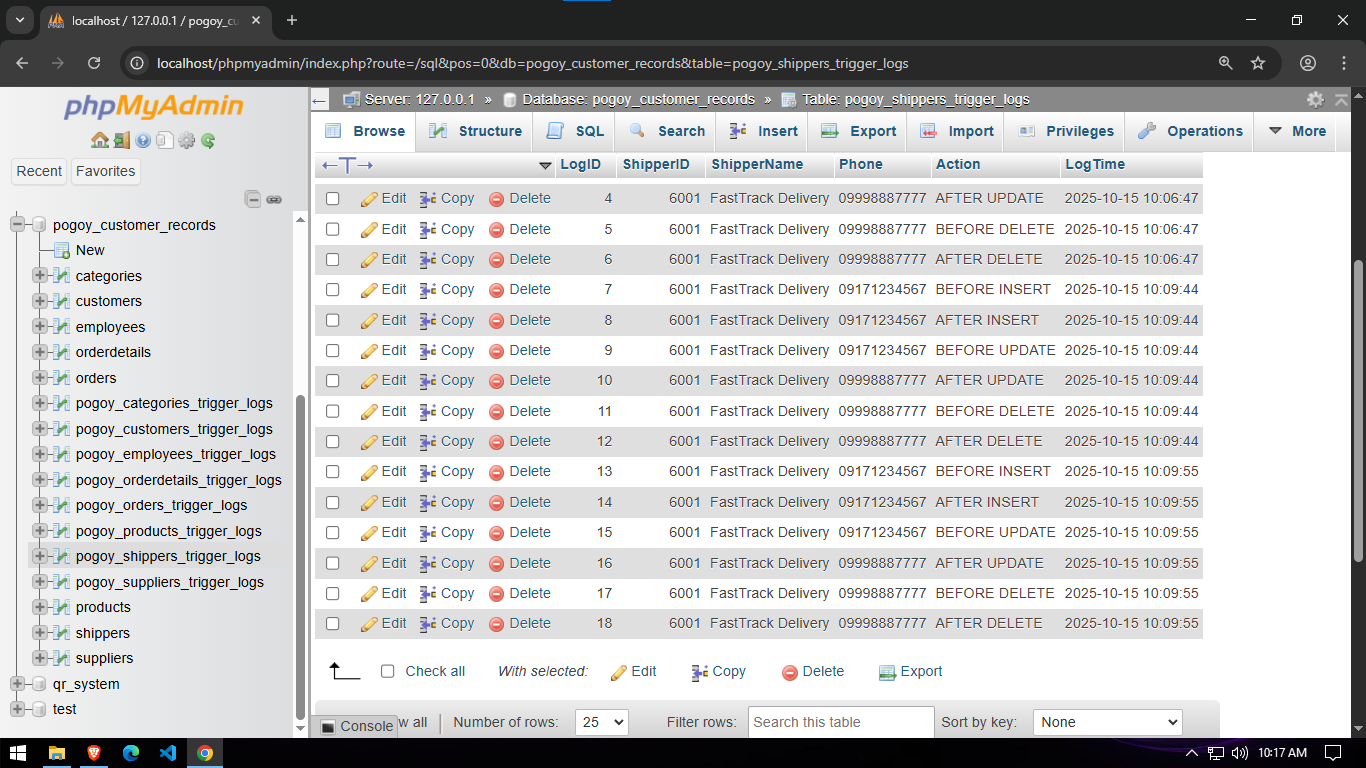 localhost / 127.0.0.1 / pogoy_cu
localhost/phpmyadmin/index.php?route=/sql&pos=0&db=pogoy_customer_records&table=pogoy_shippers_trigger_logs
phpMyAdmin
Recent Favorites
pogoy_customer_records
New
categories
customers
employees
orderdetails
orders
pogoy_categories_trigger_logs
pogoy_customers_trigger_logs
pogoy_employees_trigger_logs
pogoy_orderdetails_trigger_logs
pogoy_orders_trigger_logs
pogoy_products_trigger_logs
pogoy_shippers_trigger_logs
pogoy_suppliers_trigger_logs
products
shippers
suppliers
qr_system
test
Server: 127.0.0.1 » Database: pogoy_customer_records » Table: pogoy_shippers_trigger_logs
Browse Structure SQL Search Insert Export Import Privileges Operations More
LogID ShipperID ShipperName Phone Action LogTime
Edit Copy Delete 4 6001 FastTrack Delivery 09998887777 AFTER UPDATE 2025-10-15 10:06:47
Edit Copy Delete 5 6001 FastTrack Delivery 09998887777 BEFORE DELETE 2025-10-15 10:06:47
Edit Copy Delete 6 6001 FastTrack Delivery 09998887777 AFTER DELETE 2025-10-15 10:06:47
Edit Copy Delete 7 6001 FastTrack Delivery 09171234567 BEFORE INSERT 2025-10-15 10:09:44
Edit Copy Delete 8 6001 FastTrack Delivery 09171234567 AFTER INSERT 2025-10-15 10:09:44
Edit Copy Delete 9 6001 FastTrack Delivery 09171234567 BEFORE UPDATE 2025-10-15 10:09:44
Edit Copy Delete 10 6001 FastTrack Delivery 09998887777 AFTER UPDATE 2025-10-15 10:09:44
Edit Copy Delete 11 6001 FastTrack Delivery 09998887777 BEFORE DELETE 2025-10-15 10:09:44
Edit Copy Delete 12 6001 FastTrack Delivery 09998887777 AFTER DELETE 2025-10-15 10:09:44
Edit Copy Delete 13 6001 FastTrack Delivery 09171234567 BEFORE INSERT 2025-10-15 10:09:55
Edit Copy Delete 14 6001 FastTrack Delivery 09171234567 AFTER INSERT 2025-10-15 10:09:55
Edit Copy Delete 15 6001 FastTrack Delivery 09171234567 BEFORE UPDATE 2025-10-15 10:09:55
Edit Copy Delete 16 6001 FastTrack Delivery 09998887777 AFTER UPDATE 2025-10-15 10:09:55
Edit Copy Delete 17 6001 FastTrack Delivery 09998887777 BEFORE DELETE 2025-10-15 10:09:55
Edit Copy Delete 18 6001 FastTrack Delivery 09998887777 AFTER DELETE 2025-10-15 10:09:55
Check all With selected: Edit Copy Delete Export
Console w all Number of rows: 25 Filter rows: Search this table Sort by key: None
10:17 AM